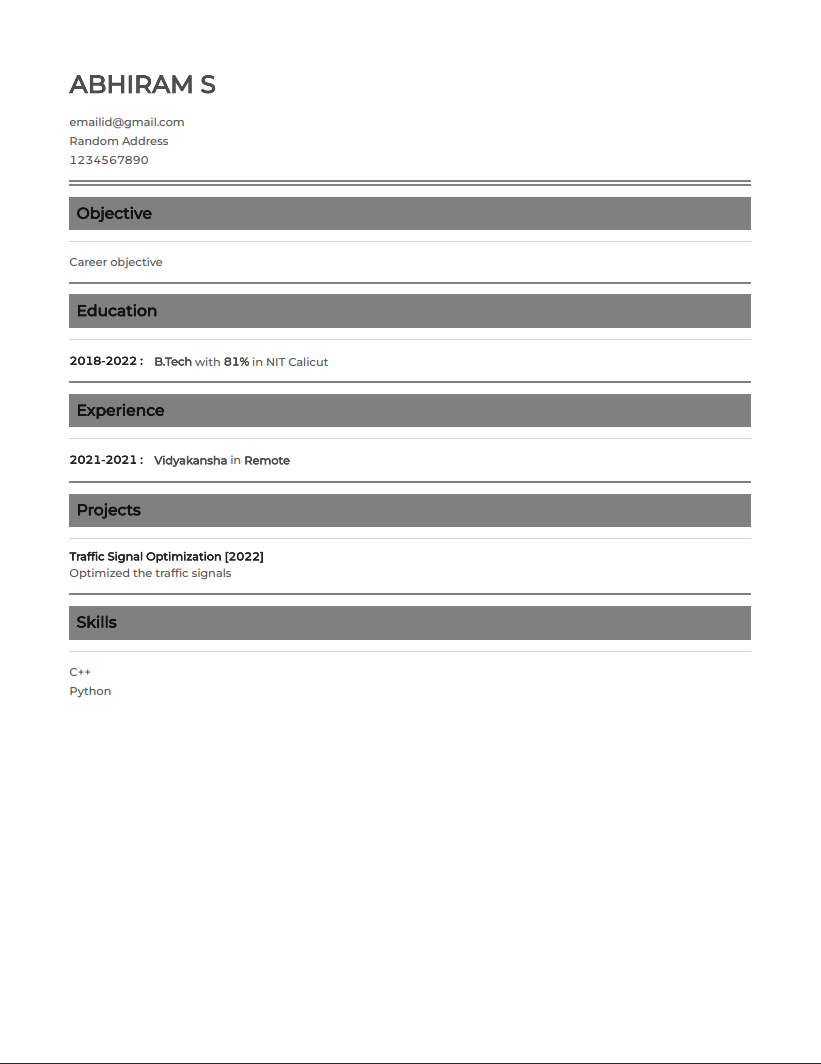 ABHIRAM S
emailid@gmail.com
Random Address
1234567890
Objective
Career objective
Education
2018-2022 : B.Tech with 81% in NIT Calicut
Experience
2021-2021 : Vidyakansha in Remote
Projects
Traffic Signal Optimization [2022]
Optimized the traffic signals
Skills
C++
Python